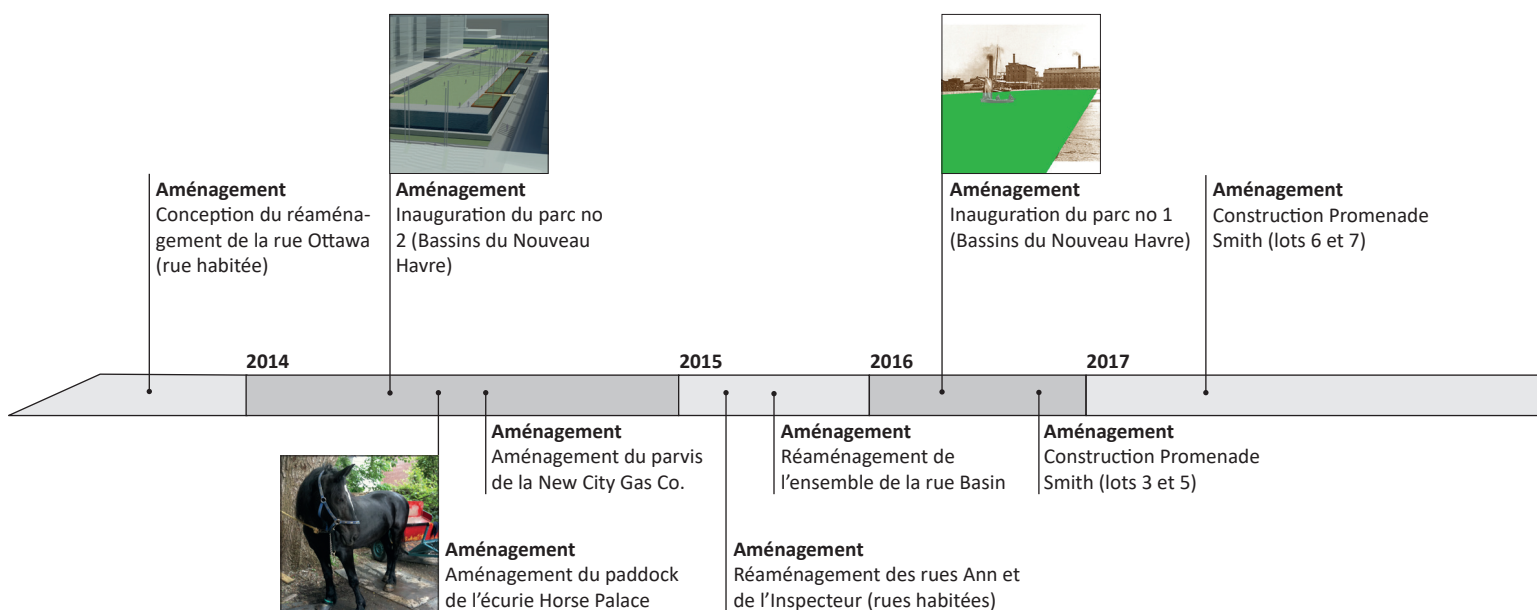 Aménagement
Conception du réaména-
gement de la rue Ottawa
(rue habitée)
Aménagement
Inauguration du parc no
2 (Bassins du Nouveau
Havre)
Aménagement
Inauguration du parc no 1
(Bassins du Nouveau Havre)
Aménagement
Construction Promenade
Smith (lots 6 et 7)
2014
2015
2016
2017
Aménagement
Aménagement du parvis
de la New City Gas Co.
Aménagement
Réaménagement de
l’ensemble de la rue Basin
Aménagement
Construction Promenade
Smith (lots 3 et 5)
Aménagement
Aménagement du paddock
de l’écurie Horse Palace
Aménagement
Réaménagement des rues Ann et
de l’Inspecteur (rues habitées)